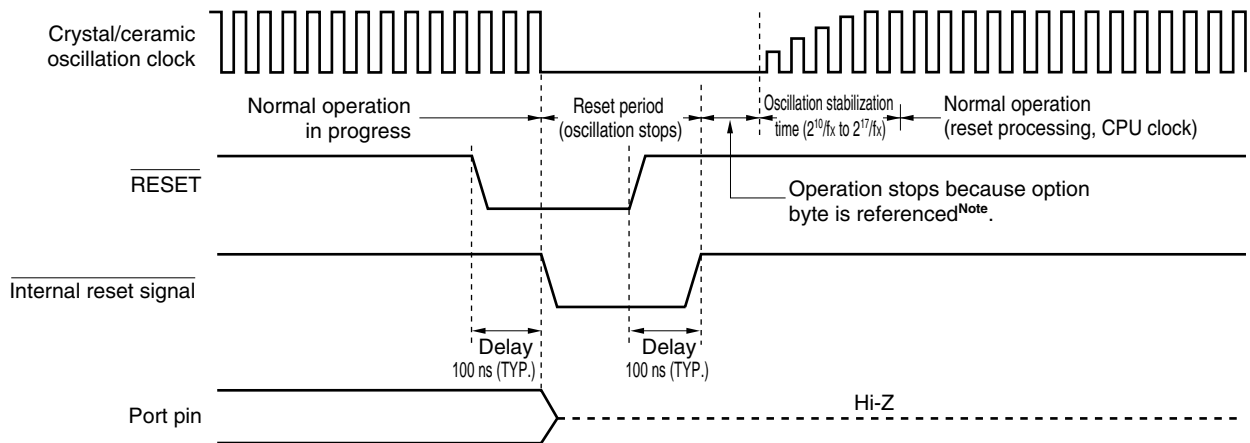 Crystal/ceramic
oscillation clock
Normal operation
in progress
Reset period
(oscillation stops)
Oscillation stabilization
time (2¹⁰/fx to 2¹⁷/fx)
Normal operation
(reset processing, CPU clock)
RESET
Operation stops because option
byte is referencedNote.
Internal reset signal
Delay
100 ns (TYP.)
Delay
100 ns (TYP.)
Port pin
Hi-Z